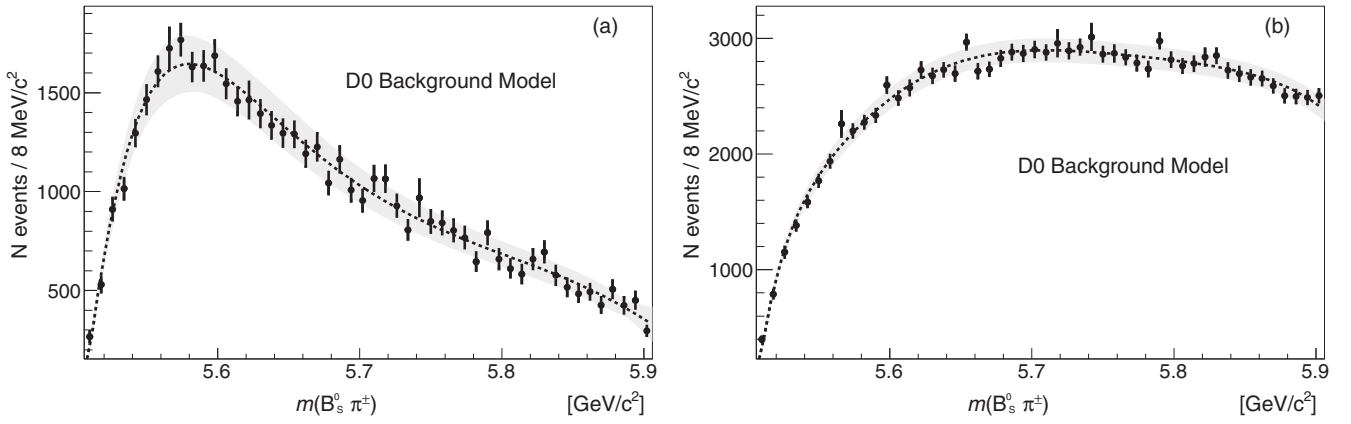 (a)
D0 Background Model
N events / 8 MeV/c²
1500
1000
500
5.6 5.7 5.8 5.9
m(B⁰ₛ π±) [GeV/c²]
(b)
D0 Background Model
N events / 8 MeV/c²
3000
2000
1000
5.6 5.7 5.8 5.9
m(B⁰ₛ π±) [GeV/c²]